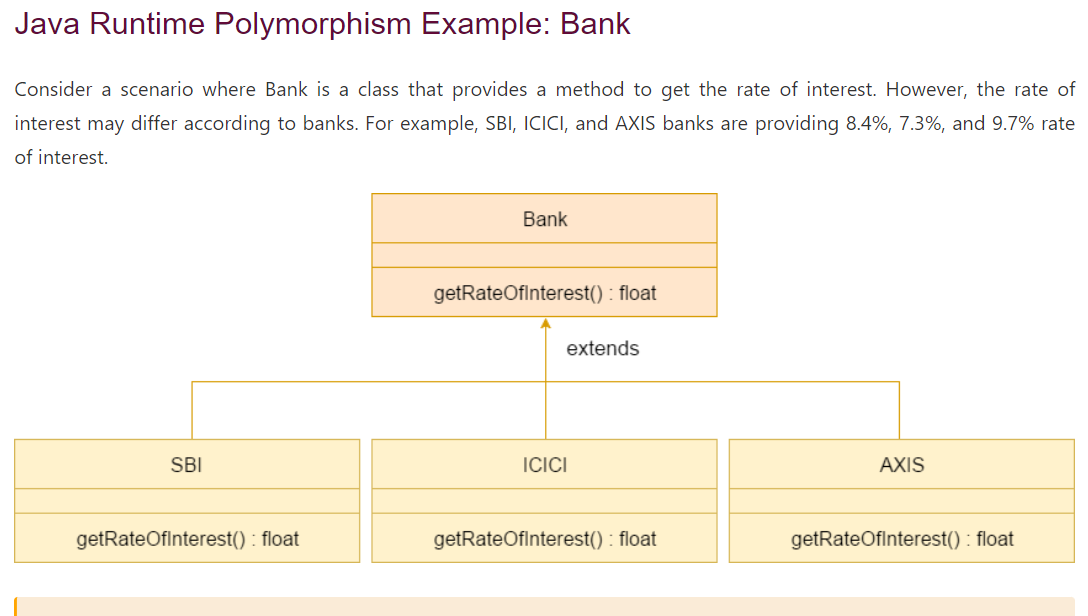 Java Runtime Polymorphism Example: Bank
Consider a scenario where Bank is a class that provides a method to get the rate of interest. However, the rate of
interest may differ according to banks. For example, SBI, ICICI, and AXIS banks are providing 8.4%, 7.3%, and 9.7% rate
of interest.
Bank
getRateOfInterest() : float
extends
SBI
ICICI
AXIS
getRateOfInterest() : float
getRateOfInterest() : float
getRateOfInterest() : float